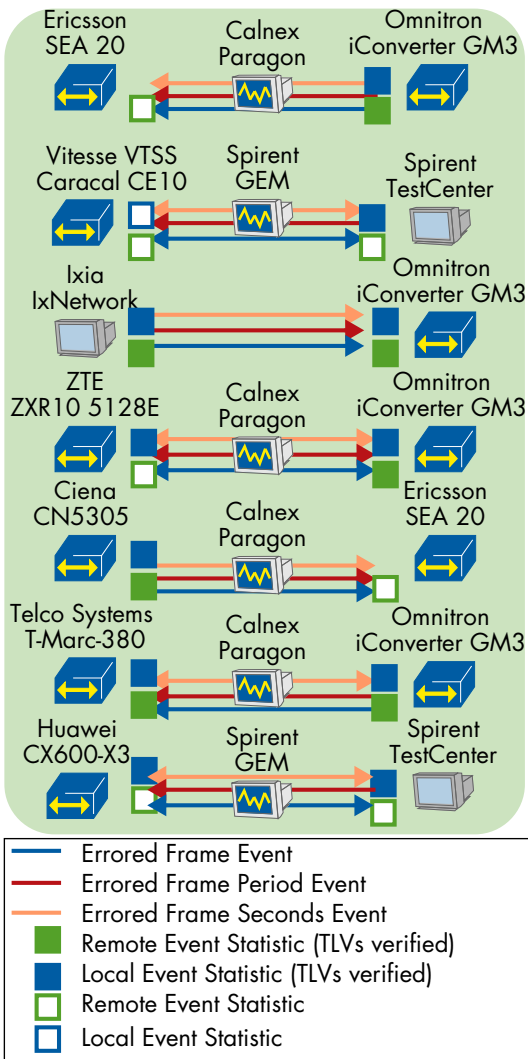 Ericsson
SEA 20
Calnex
Paragon
Omnitron
iConverter GM3
Vitesse VTSS
Caracal CE10
Spirent
GEM
Spirent
TestCenter
Ixia
IxNetwork
Omnitron
iConverter GM3
ZTE
ZXR10 5128E
Calnex
Paragon
Omnitron
iConverter GM3
Ciena
CN5305
Calnex
Paragon
Ericsson
SEA 20
Telco Systems
T-Marc-380
Calnex
Paragon
Omnitron
iConverter GM3
Huawei
CX600-X3
Spirent
GEM
Spirent
TestCenter
Errored Frame Event
Errored Frame Period Event
Errored Frame Seconds Event
Remote Event Statistic (TLVs verified)
Local Event Statistic (TLVs verified)
Remote Event Statistic
Local Event Statistic